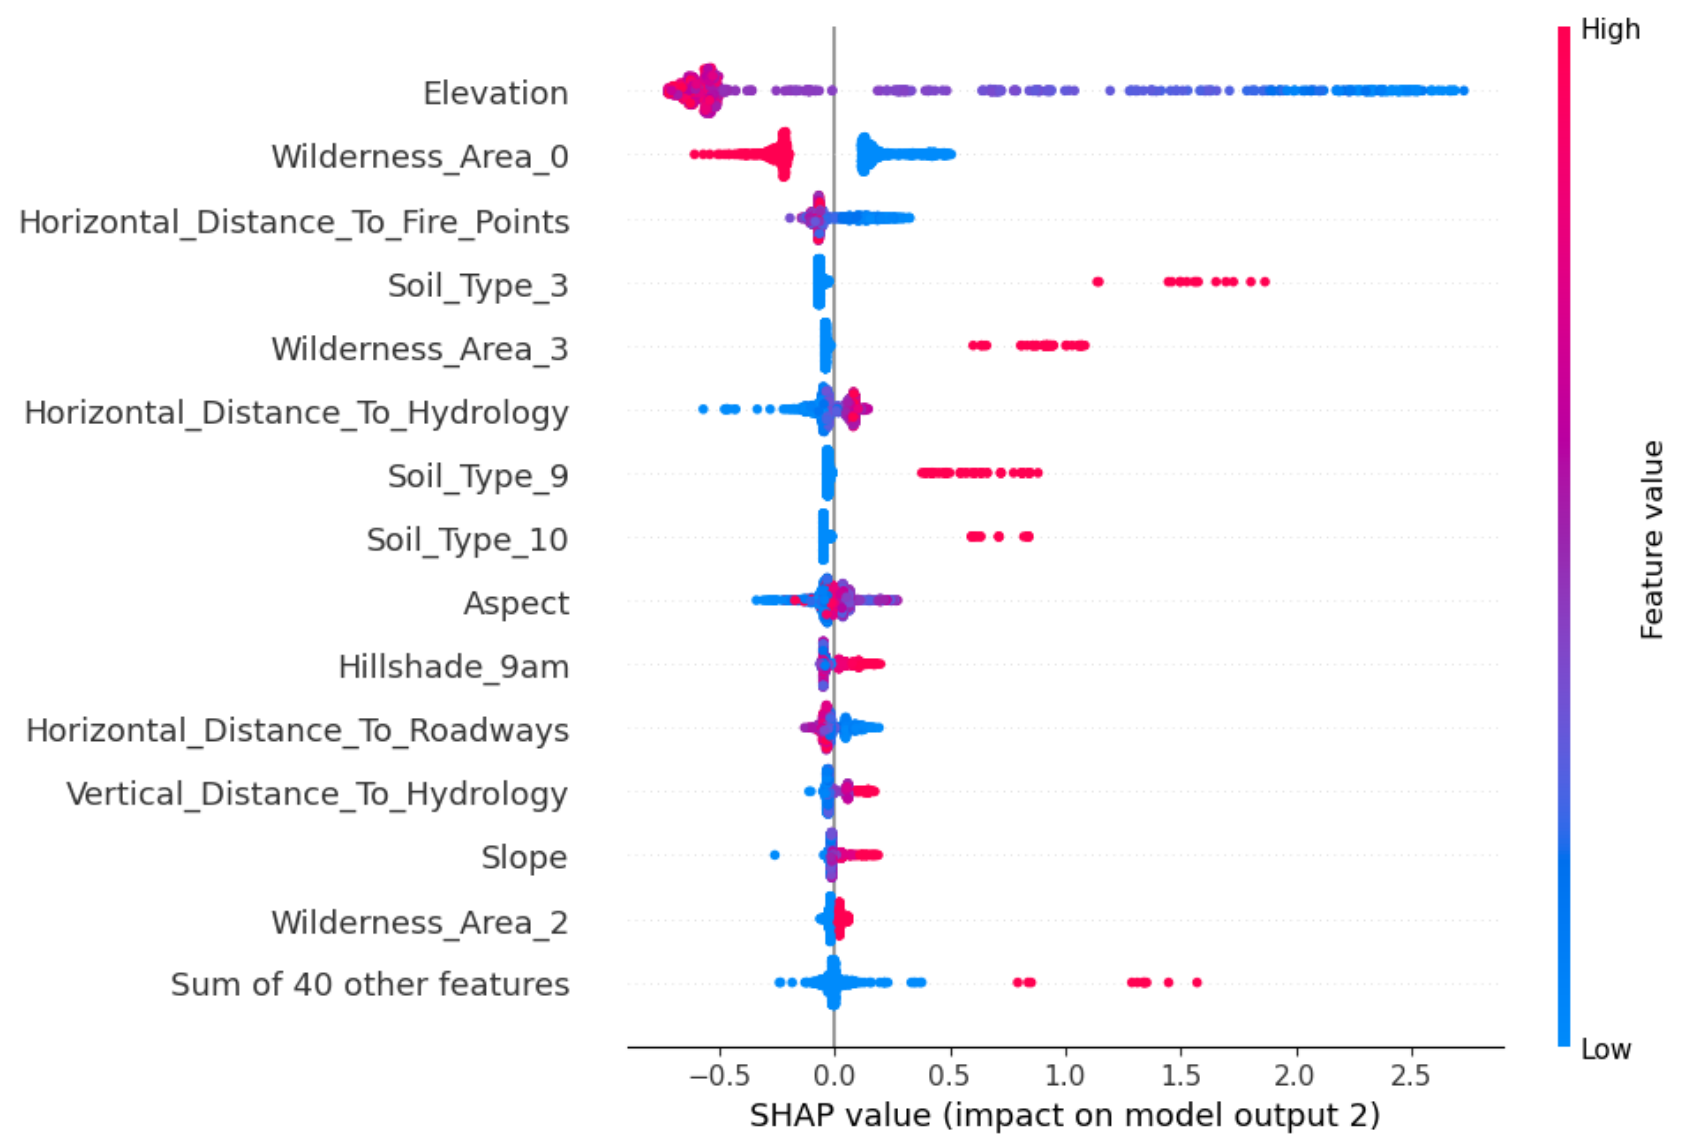 High
Elevation
Wilderness_Area_0
Horizontal_Distance_To_Fire_Points
Soil_Type_3
Wilderness_Area_3
Horizontal_Distance_To_Hydrology
Soil_Type_9
Soil_Type_10
Aspect
Hillshade_9am
Horizontal_Distance_To_Roadways
Vertical_Distance_To_Hydrology
Slope
Wilderness_Area_2
Sum of 40 other features
Feature value
Low
−0.5 0.0 0.5 1.0 1.5 2.0 2.5
SHAP value (impact on model output 2)